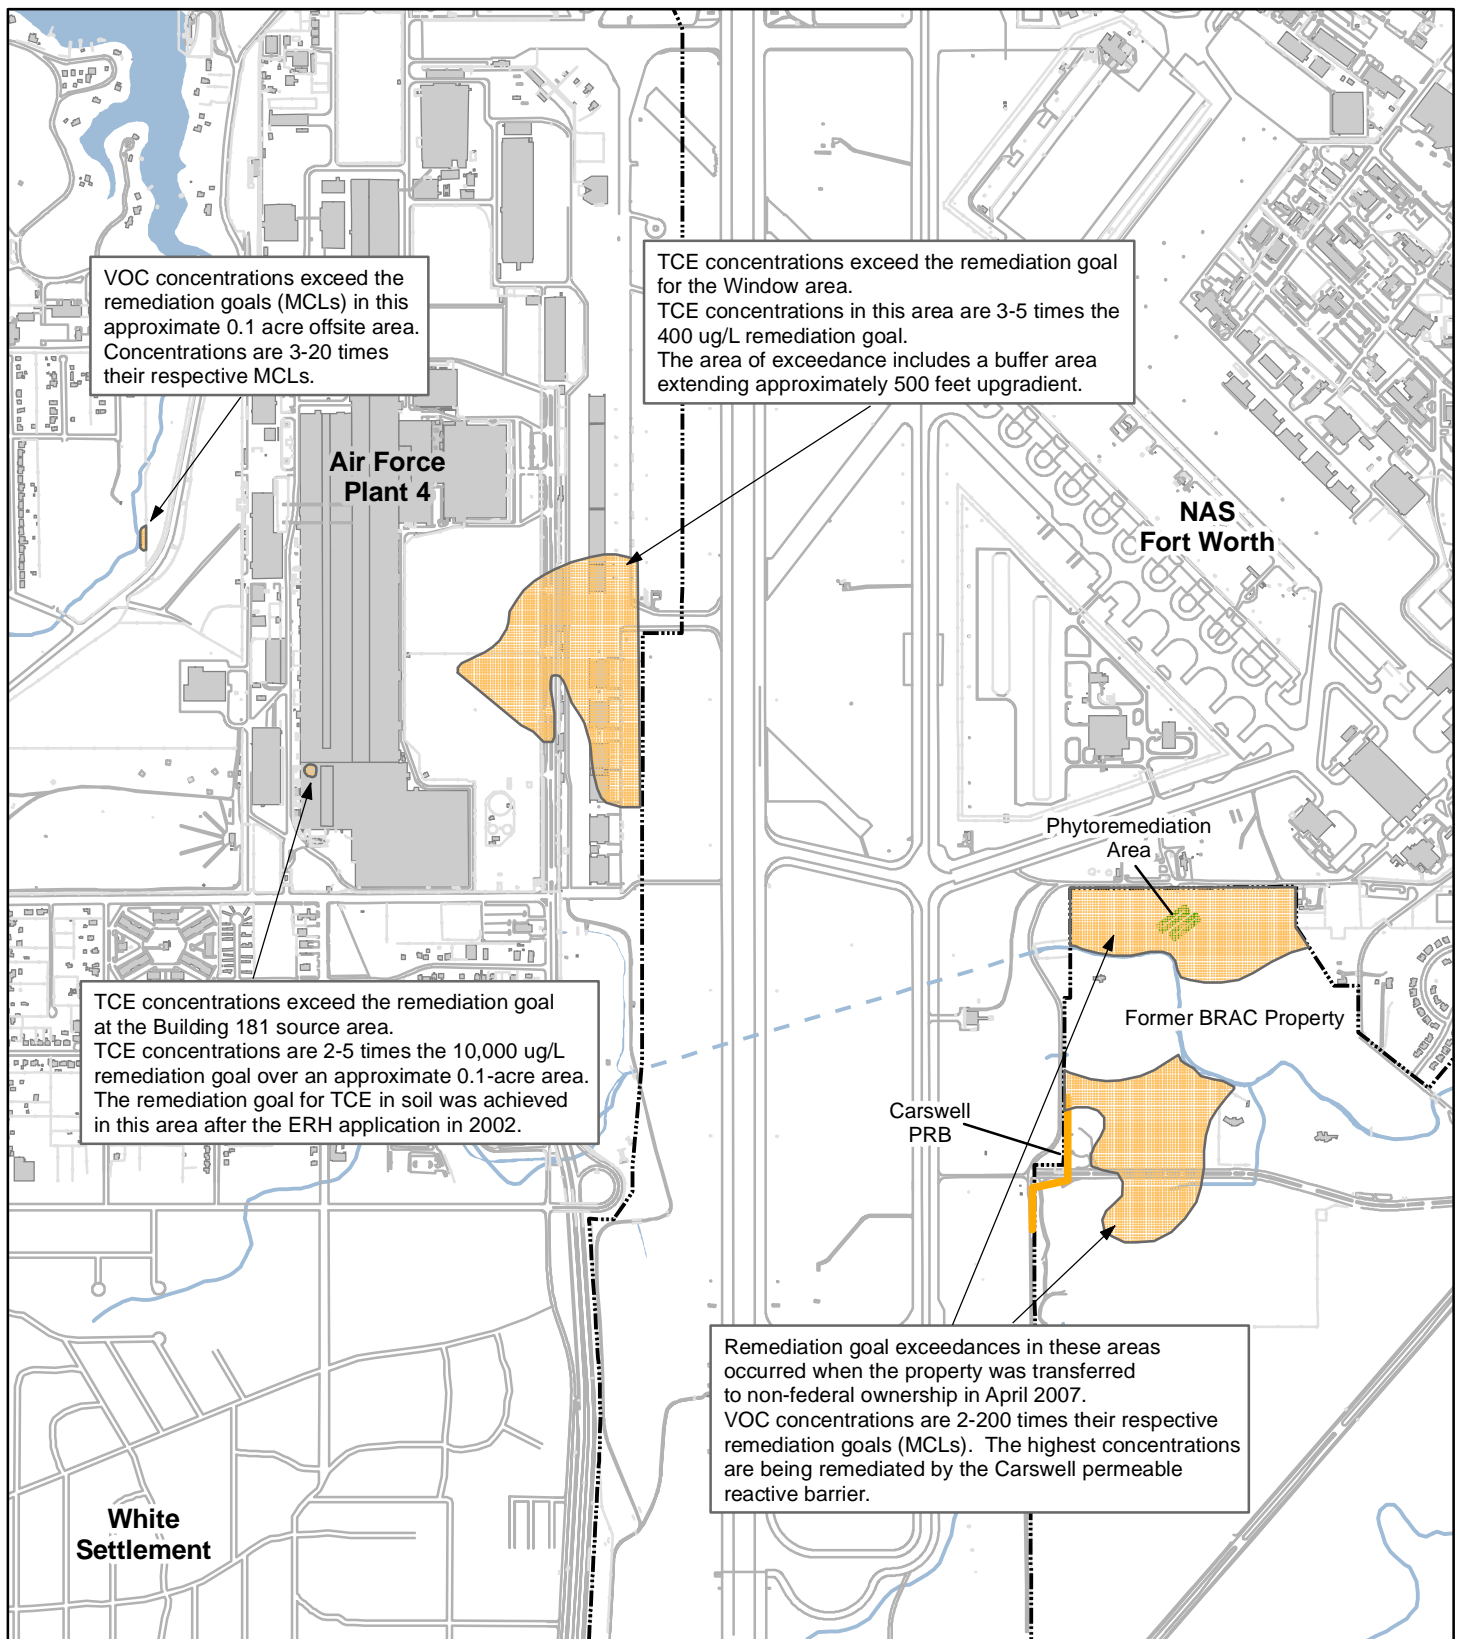 VOC concentrations exceed the
remediation goals (MCLs) in this
approximate 0.1 acre offsite area.
Concentrations are 3-20 times
their respective MCLs.
TCE concentrations exceed the remediation goal
for the Window area.
TCE concentrations in this area are 3-5 times the
400 ug/L remediation goal.
The area of exceedance includes a buffer area
extending approximately 500 feet upgradient.
Air Force
Plant 4
NAS
Fort Worth
Phytoremediation
Area
TCE concentrations exceed the remediation goal
at the Building 181 source area.
TCE concentrations are 2-5 times the 10,000 ug/L
remediation goal over an approximate 0.1-acre area.
The remediation goal for TCE in soil was achieved
in this area after the ERH application in 2002.
Former BRAC Property
Carswell
PRB
Remediation goal exceedances in these areas
occurred when the property was transferred
to non-federal ownership in April 2007.
VOC concentrations are 2-200 times their respective
remediation goals (MCLs).  The highest concentrations
are being remediated by the Carswell permeable
reactive barrier.
White
Settlement